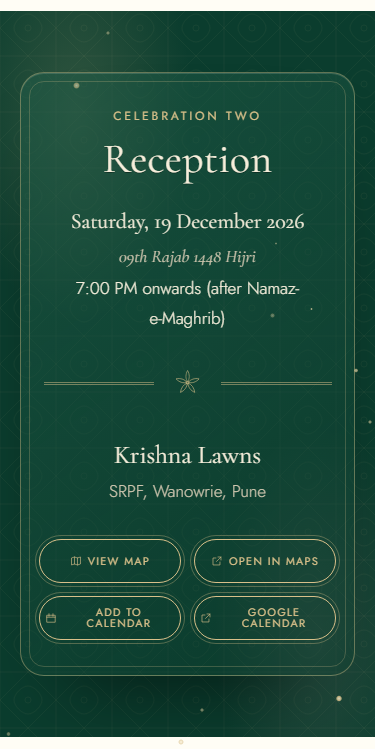 CELEBRATION TWO
Reception
Saturday, 19 December 2026
09th Rajab 1448 Hijri
7:00 PM onwards (after Namaz-
e-Maghrib)
Krishna Lawns
SRPF, Wanowrie, Pune
VIEW MAP
OPEN IN MAPS
ADD TO
CALENDAR
GOOGLE
CALENDAR